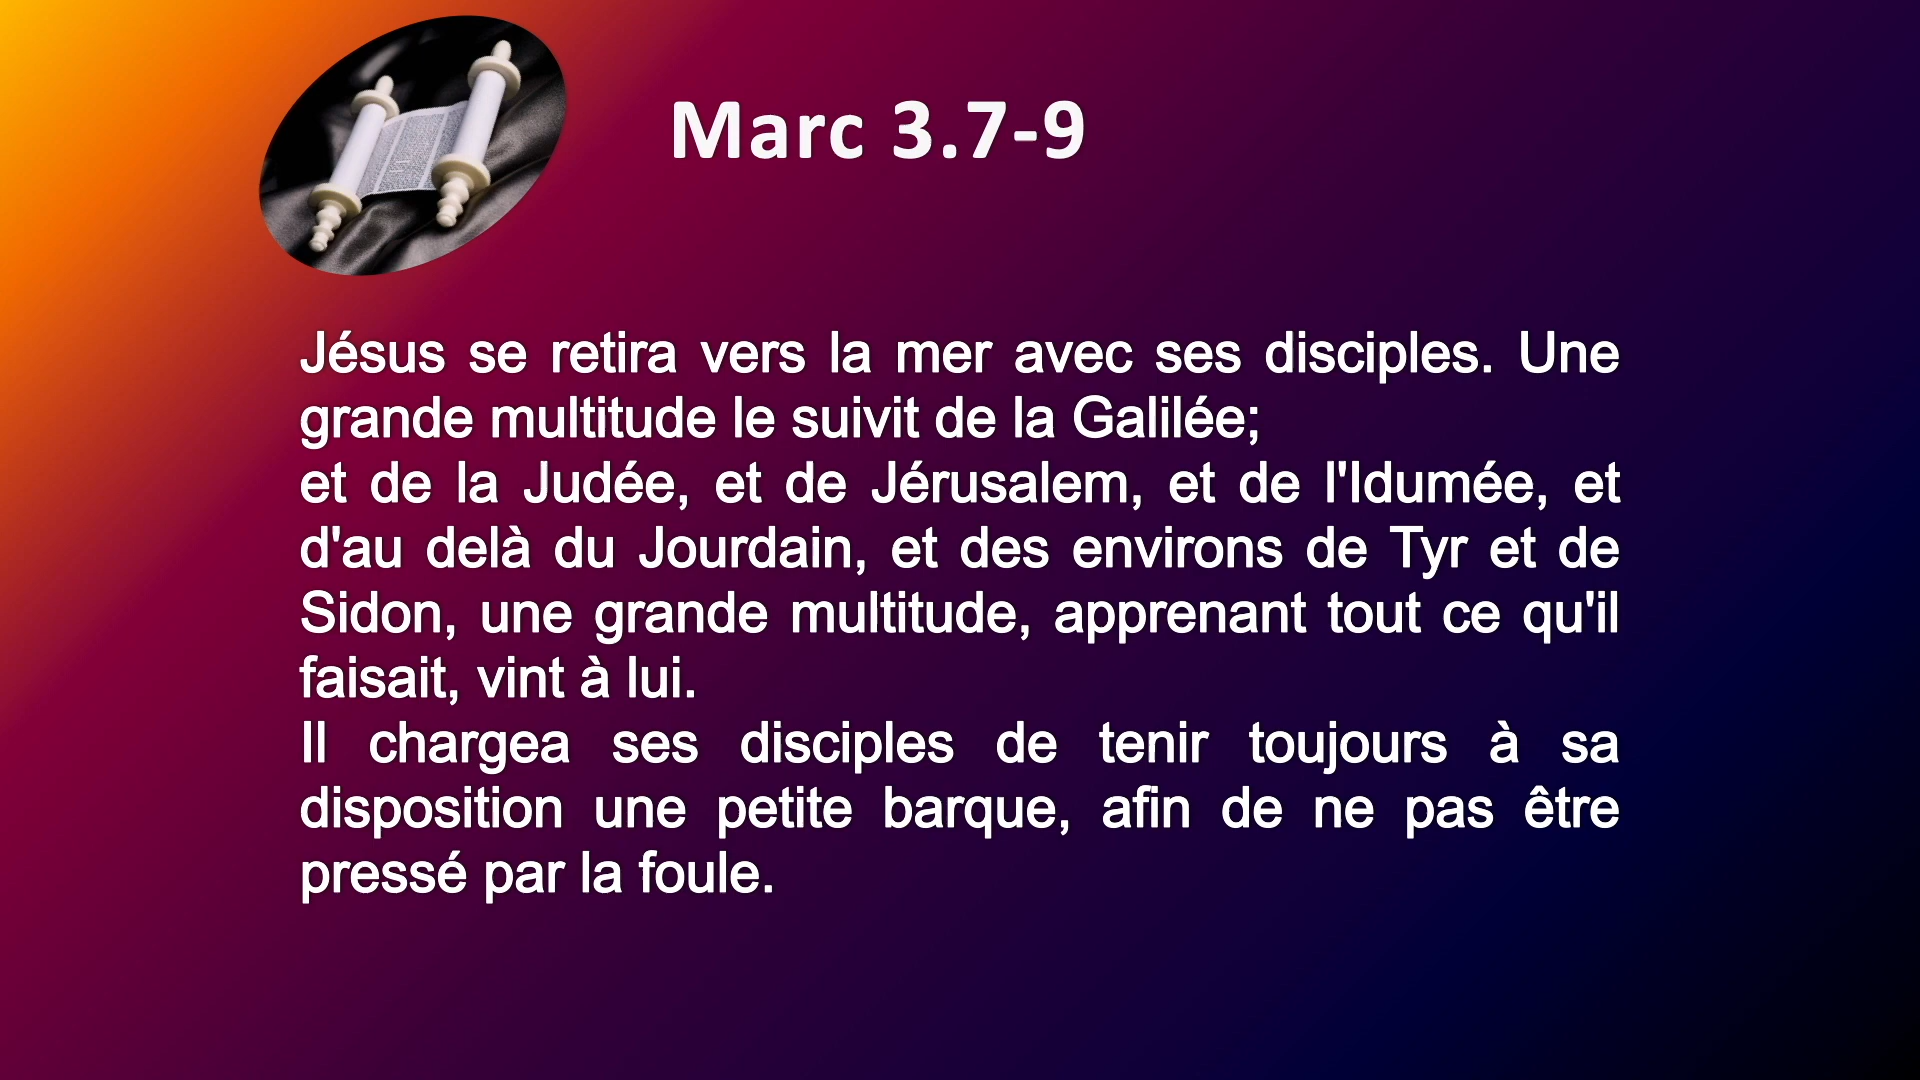 Marc 3.7-9
Jésus se retira vers la mer avec ses disciples. Une
grande multitude le suivit de la Galilée;
et de la Judée, et de Jérusalem, et de l'Idumée, et
d'au delà du Jourdain, et des environs de Tyr et de
Sidon, une grande multitude, apprenant tout ce qu'il
faisait, vint à lui.
Il chargea ses disciples de tenir toujours à sa
disposition une petite barque, afin de ne pas être
pressé par la foule.